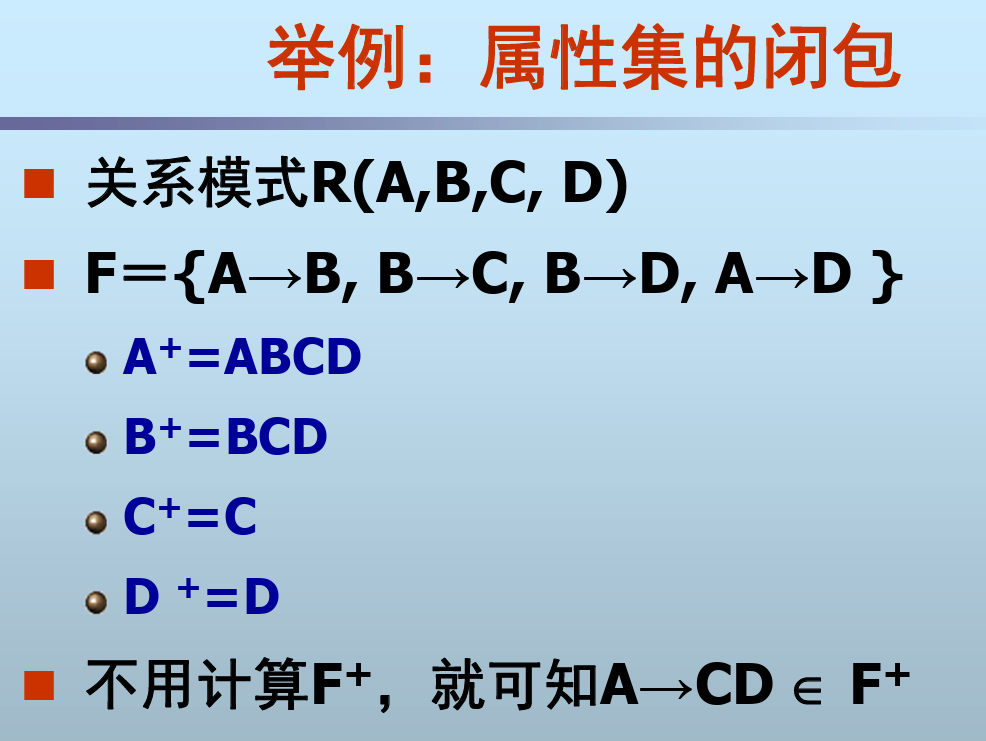 举例：属性集的闭包
关系模式R(A,B,C, D)
F＝{A→B, B→C, B→D, A→D }
A⁺=ABCD
B⁺=BCD
C⁺=C
D ⁺=D
不用计算F⁺，就可知A→CD ∈ F⁺